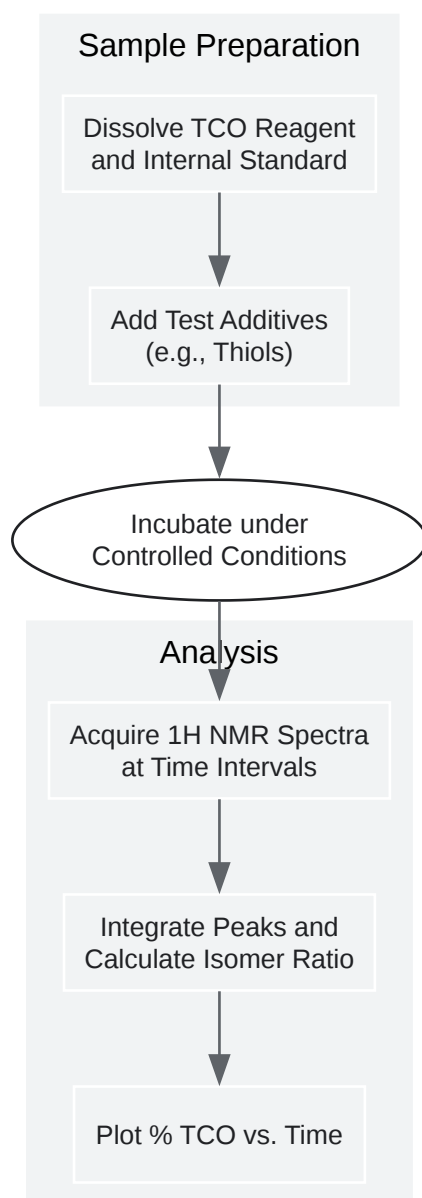 Sample Preparation
Dissolve TCO Reagent
and Internal Standard
Add Test Additives
(e.g., Thiols)
Incubate under
Controlled Conditions
Analysis
Acquire 1H NMR Spectra
at Time Intervals
Integrate Peaks and
Calculate Isomer Ratio
Plot % TCO vs. Time